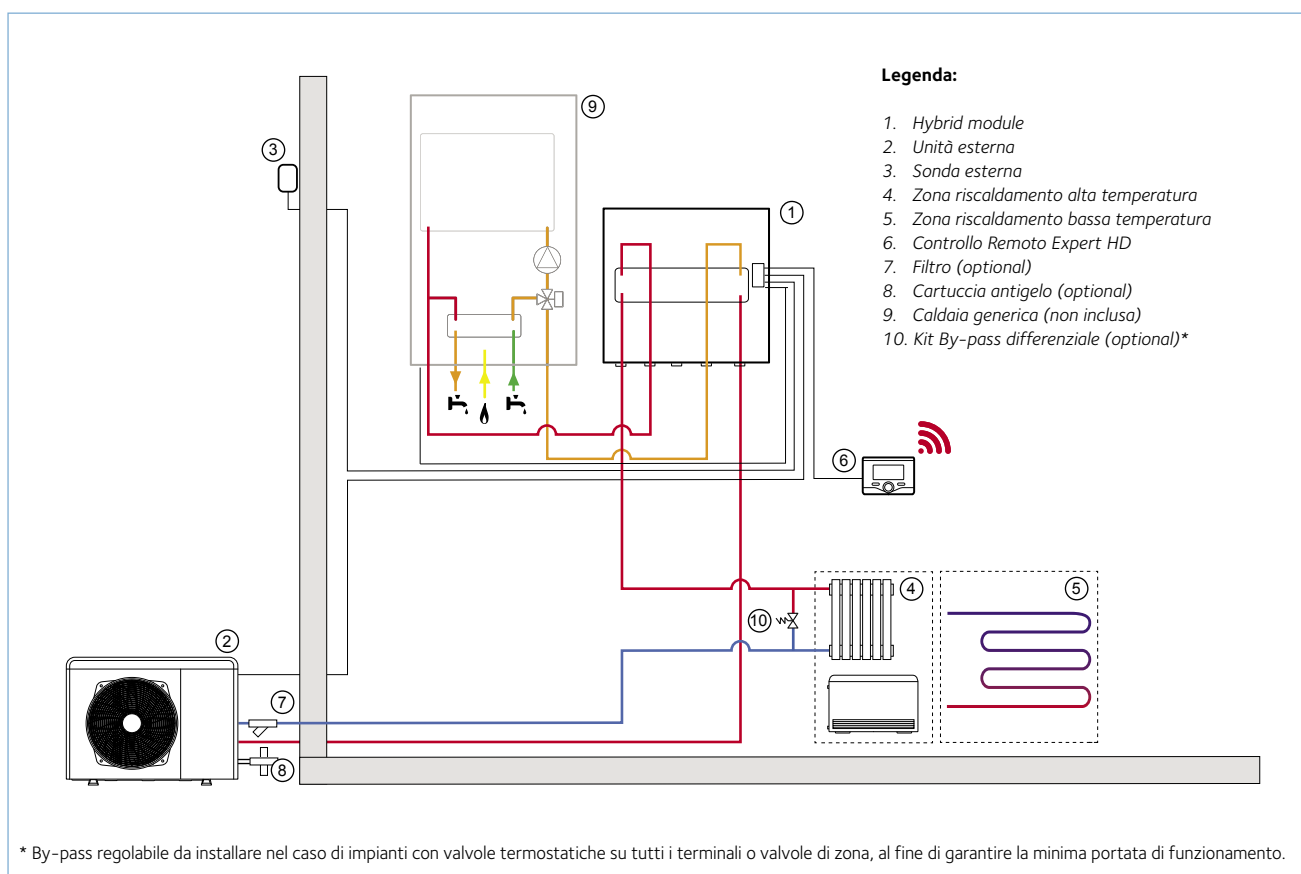 Legenda:
1. Hybrid module
2. Unità esterna
3. Sonda esterna
4. Zona riscaldamento alta temperatura
5. Zona riscaldamento bassa temperatura
6. Controllo Remoto Expert HD
7. Filtro (optional)
8. Cartuccia antigelo (optional)
9. Caldaia generica (non inclusa)
10. Kit By-pass differenziale (optional)*
9
3
1
6
4
5
10
2
7
8
* By-pass regolabile da installare nel caso di impianti con valvole termostatiche su tutti i terminali o valvole di zona, al fine di garantire la minima portata di funzionamento.